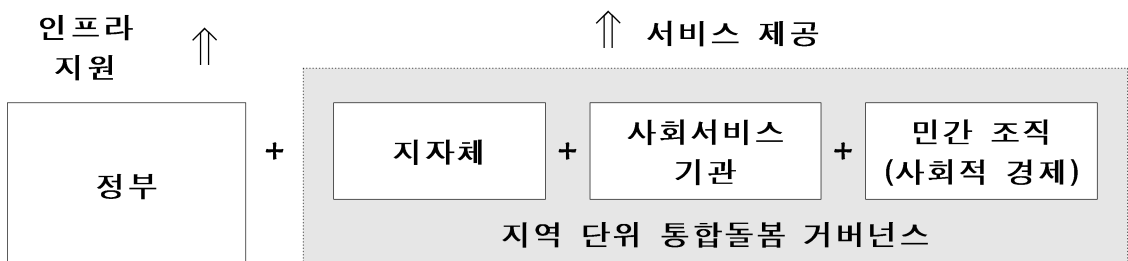 인프라
지원
⇑
⇑ 서비스 제공
정부
+
지자체
+
사회서비스
기관
+
민간 조직
(사회적 경제)
지역 단위 통합돌봄 거버넌스